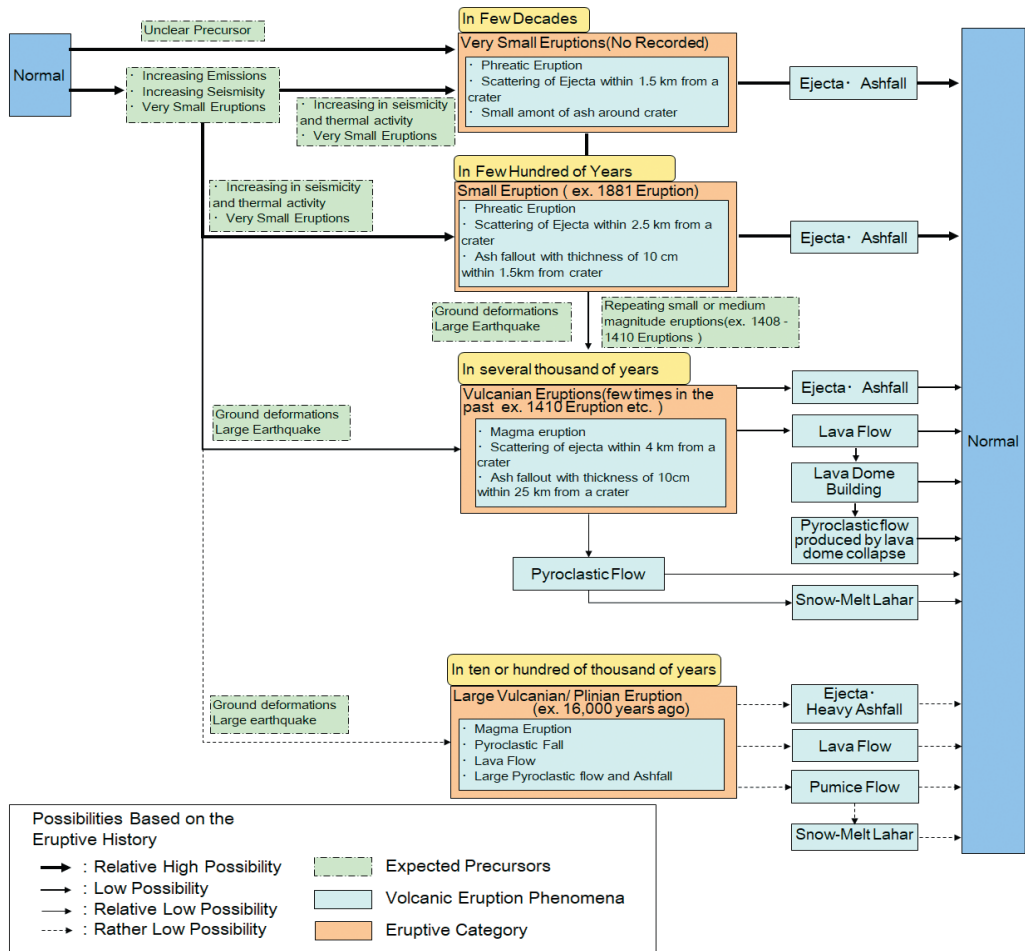 In Few Decades
Unclear Precursor
Normal
Very Small Eruptions(No Recorded)
· Phreatic Eruption
· Scattering of Ejecta within 1.5 km from a
crater
· Small amont of ash around crater
· Increasing Emissions
· Increasing Seismisity
· Very Small Eruptions
· Increasing in seismicity
and thermal activity
· Very Small Eruptions
Ejecta· Ashfall
In Few Hundred of Years
Small Eruption ( ex. 1881 Eruption)
· Phreatic Eruption
· Scattering of Ejecta within 2.5 km from a
crater
· Ash fallout with thickness of 10 cm
within 1.5km from crater
· Increasing in seismicity
and thermal activity
· Very Small Eruptions
Ejecta· Ashfall
Ground deformations
Large Earthquake
Repeating small or medium
magnitude eruptions(ex. 1408 -
1410 Eruptions )
In several thousand of years
Vulcanian Eruptions(few times in the
past ex. 1410 Eruption etc. )
· Magma eruption
· Scattering of ejecta within 4 km from a
crater
· Ash fallout with thickness of 10cm
within 25 km from a crater
Ground deformations
Large Earthquake
Ejecta· Ashfall
Lava Flow
Lava Dome
Building
Pyroclastic flow
produced by lava
dome collapse
Pyroclastic Flow
Snow-Melt Lahar
Normal
In ten or hundred of thousand of years
Large Vulcanian/ Plinian Eruption
(ex. 16,000 years ago)
· Magma Eruption
· Pyroclastic Fall
· Lava Flow
· Large Pyroclastic flow and Ashfall
Ground deformations
Large earthquake
Ejecta·
Heavy Ashfall
Lava Flow
Pumice Flow
Snow-Melt Lahar
Possibilities Based on the
Eruptive History
: Relative High Possibility
: Low Possibility
: Relative Low Possibility
: Rather Low Possibility
Expected Precursors
Volcanic Eruption Phenomena
Eruptive Category